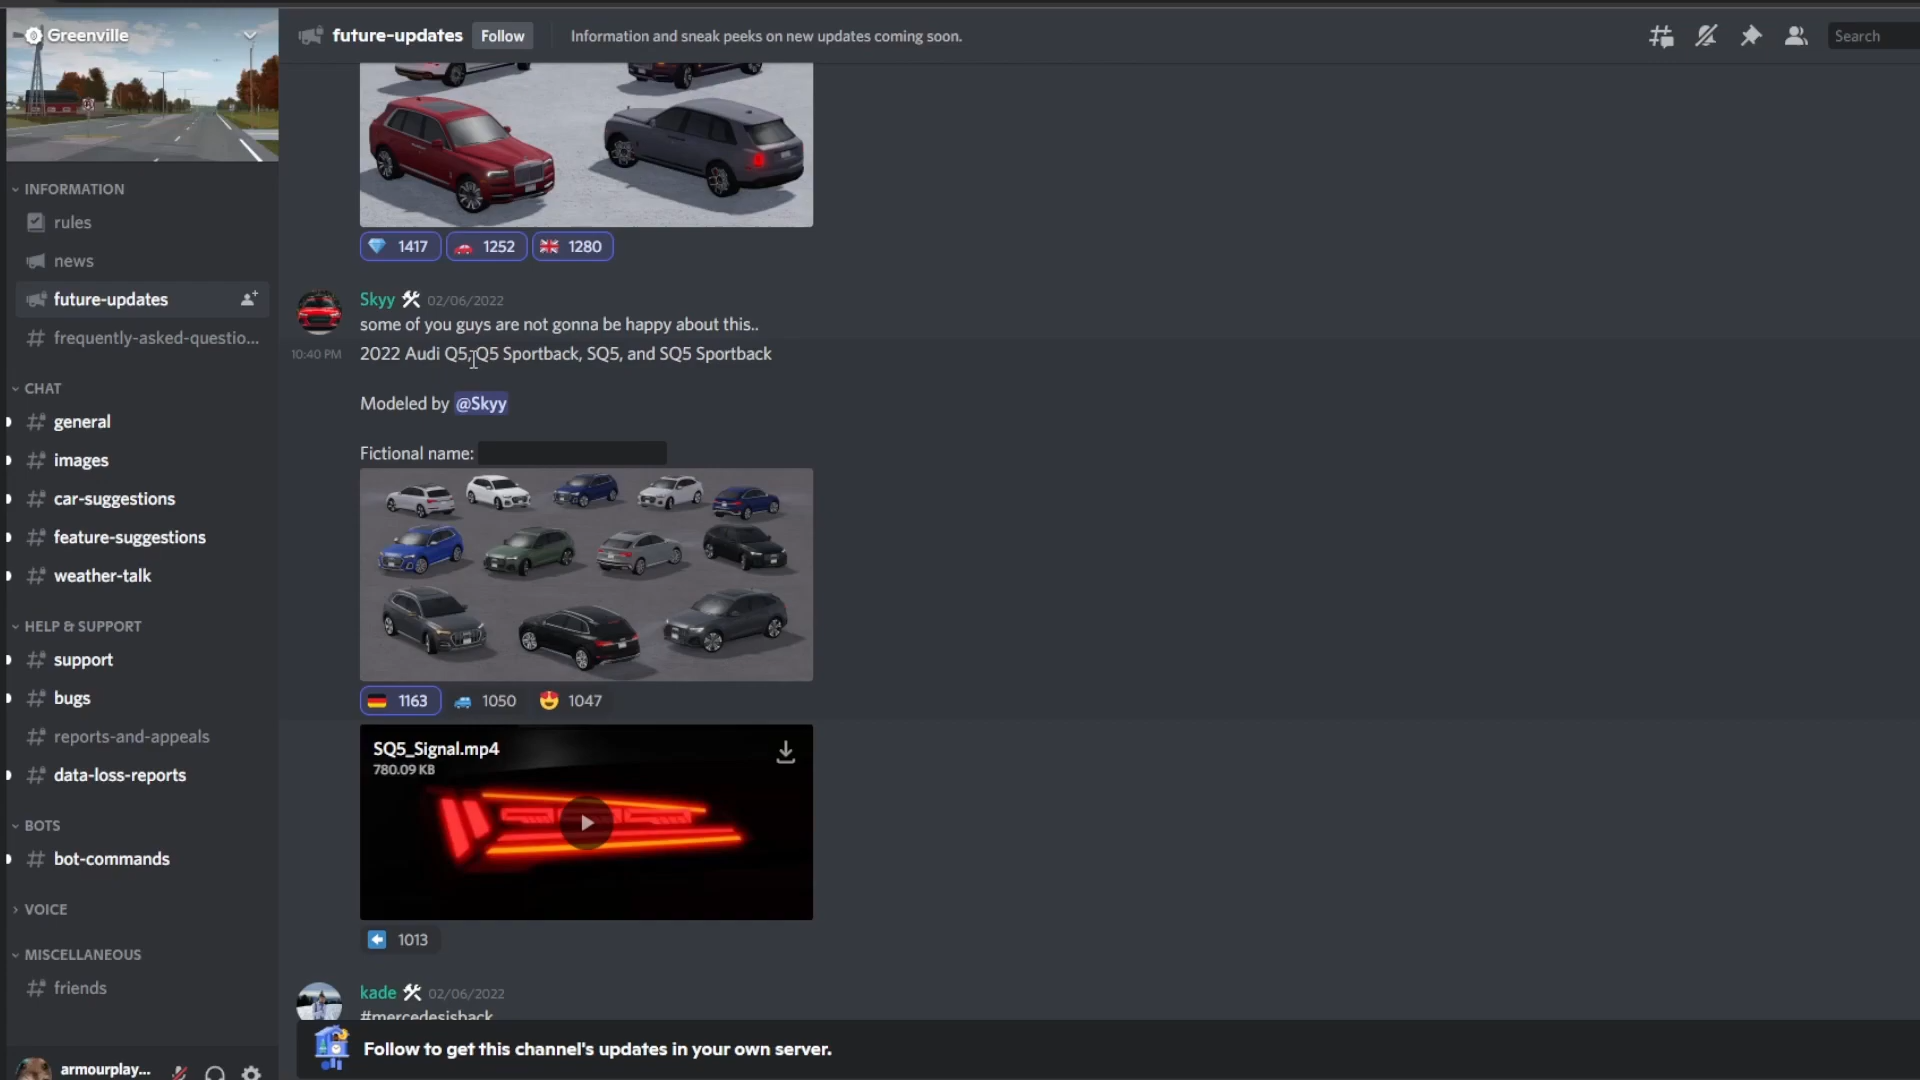 Greenville
future-updates
Follow
Information and sneak peeks on new updates coming soon.
Search
INFORMATION
rules
news
future-updates
frequently-asked-questio...
CHAT
general
images
car-suggestions
feature-suggestions
weather-talk
HELP & SUPPORT
support
bugs
reports-and-appeals
data-loss-reports
BOTS
bot-commands
VOICE
MISCELLANEOUS
friends
armourplay...
1417 1252 1280
Skyy 02/06/2022
some of you guys are not gonna be happy about this..
10:40 PM 2022 Audi Q5, Q5 Sportback, SQ5, and SQ5 Sportback
Modeled by @Skyy
Fictional name:
1163 1050 1047
SQ5_Signal.mp4
780.09 KB
1013
kade 02/06/2022
#mercedesisback
Follow to get this channel's updates in your own server.